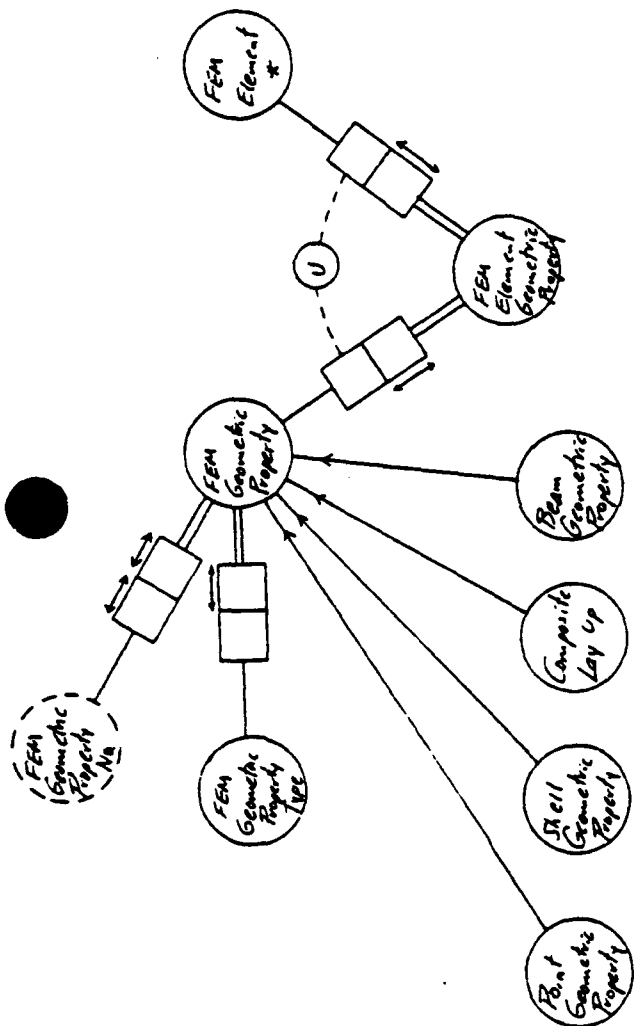 FEM
Element
*
U
FEM
Element
Geometric
Property
FEM
Geometric
Property
FEM
Geometric
Property
FEM
Geometric
Property
Type
Beam
Geometric
Property
Composite
Lay Up
Shell
Geometric
Property
Point
Geometric
Property